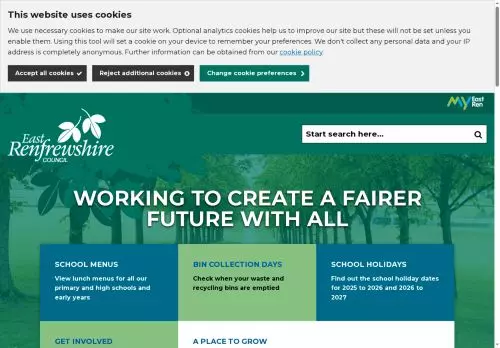 This website uses cookies
We use necessary cookies to make our site work. Optional analytics cookies help us to improve our site but these will not be set unless you
enable them. Using this tool will set a cookie on your device to remember your preferences. We don't collect any personal data and your IP
address is completely anonymous. Further information can be obtained from our cookie policy
Accept all cookies
Reject additional cookies
Change cookie preferences
My East Ren
East
Renfrewshire
COUNCIL
Start search here...
WORKING TO CREATE A FAIRER
FUTURE WITH ALL
SCHOOL MENUS
View lunch menus for all our
primary and high schools and
early years
BIN COLLECTION DAYS
Check when your waste and
recycling bins are emptied
SCHOOL HOLIDAYS
Find out the school holiday dates
for 2025 to 2026 and 2026 to
2027
GET INVOLVED
A PLACE TO GROW